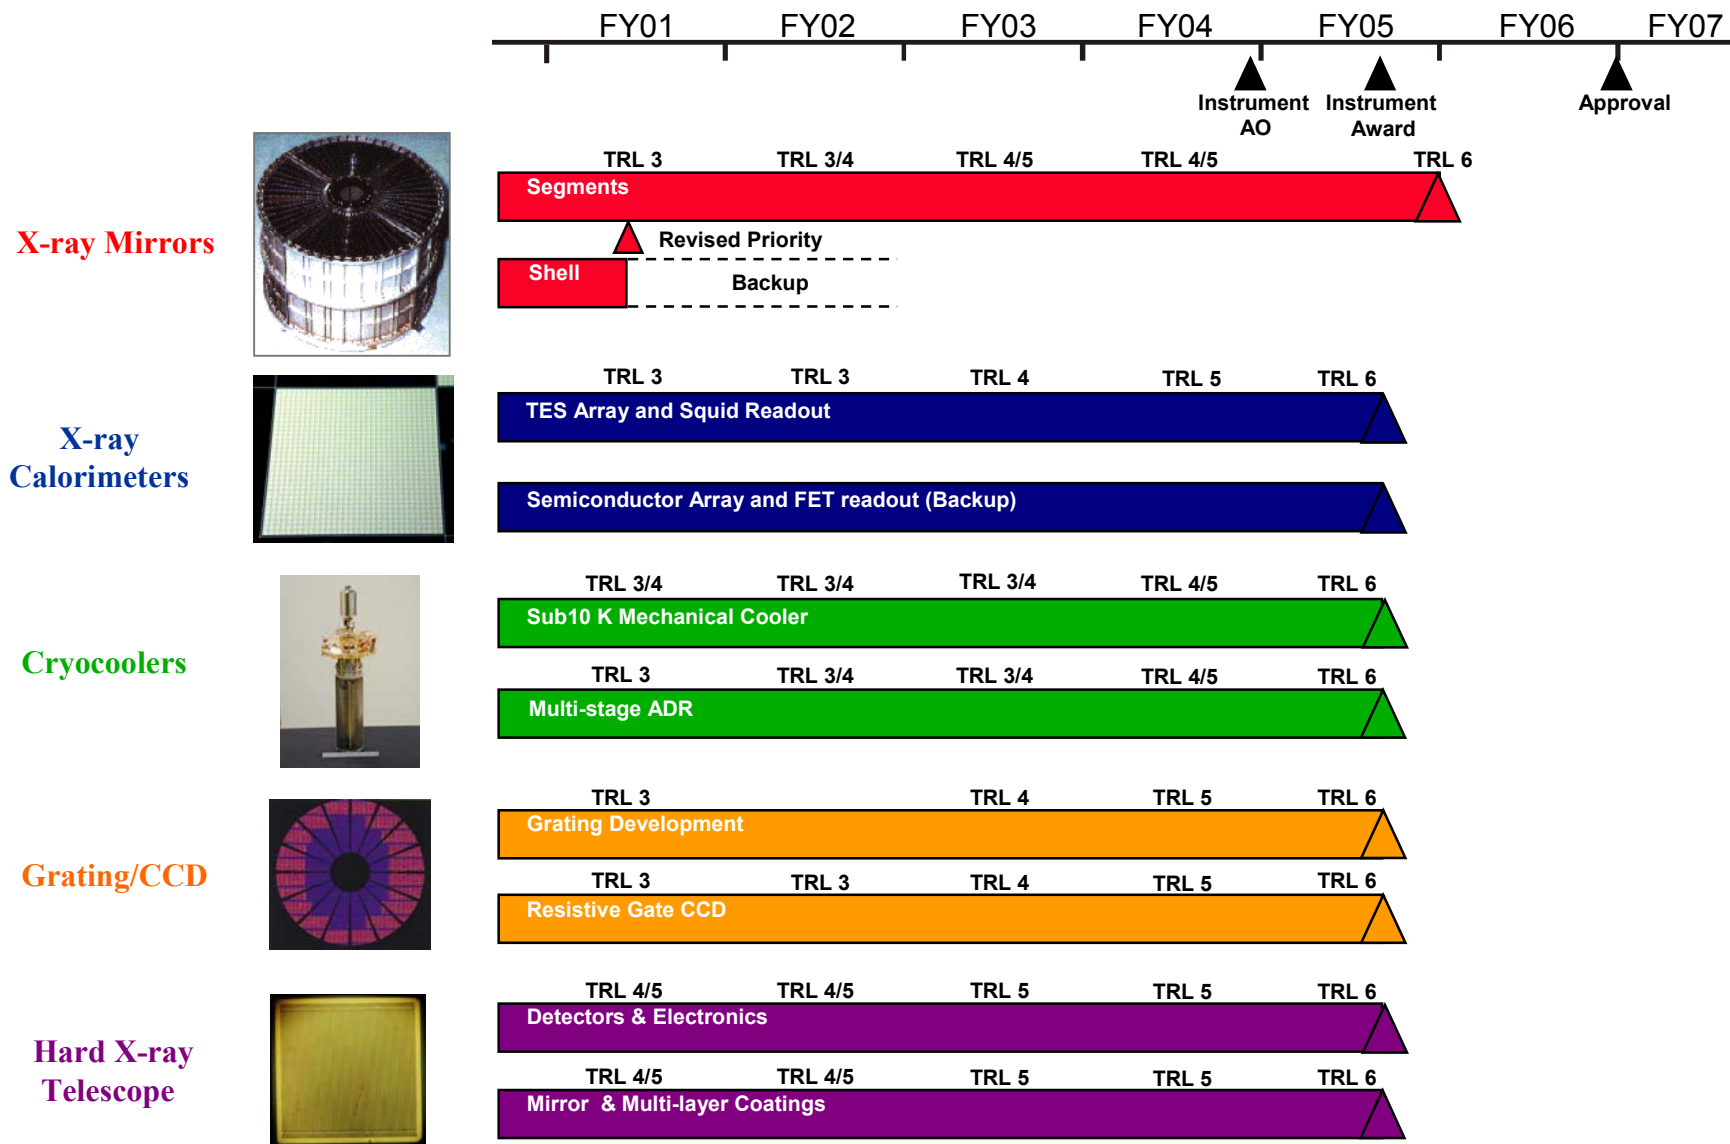 FY01 FY02 FY03 FY04 FY05 FY06 FY07
Instrument AO
Instrument Award
Approval
X-ray Mirrors
TRL 3 TRL 3/4 TRL 4/5 TRL 4/5 TRL 6
Segments
Revised Priority
Shell
Backup
X-ray
Calorimeters
TRL 3 TRL 3 TRL 4 TRL 5 TRL 6
TES Array and Squid Readout
Semiconductor Array and FET readout (Backup)
Cryocoolers
TRL 3/4 TRL 3/4 TRL 3/4 TRL 4/5 TRL 6
Sub10 K Mechanical Cooler
TRL 3 TRL 3/4 TRL 3/4 TRL 4/5 TRL 6
Multi-stage ADR
Grating/CCD
TRL 3 TRL 4 TRL 5 TRL 6
Grating Development
TRL 3 TRL 3 TRL 4 TRL 5 TRL 6
Resistive Gate CCD
Hard X-ray
Telescope
TRL 4/5 TRL 4/5 TRL 5 TRL 5 TRL 6
Detectors & Electronics
TRL 4/5 TRL 4/5 TRL 5 TRL 5 TRL 6
Mirror & Multi-layer Coatings